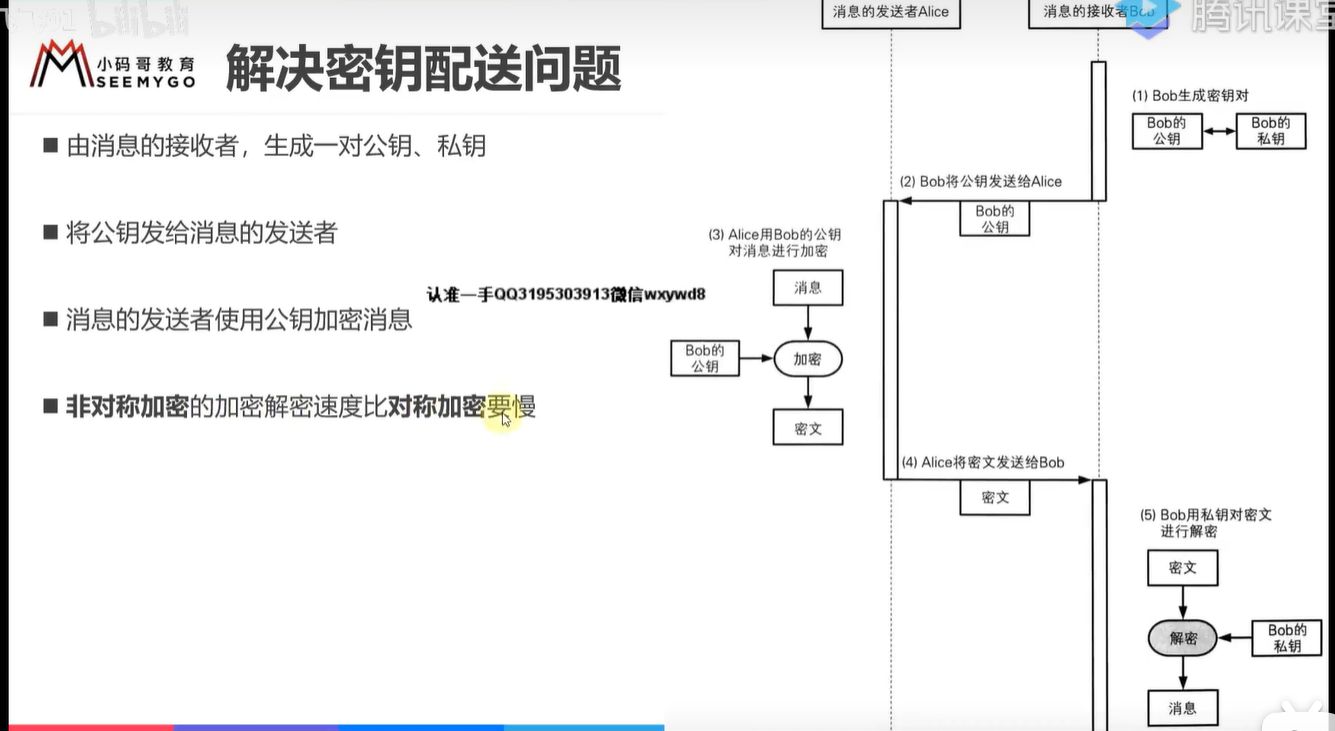 bilibili
腾讯课堂
小码哥教育
SEEMYGO
解决密钥配送问题
■ 由消息的接收者，生成一对公钥、私钥
■ 将公钥发给消息的发送者
认准一手QQ3195303913微信wxywd8
■ 消息的发送者使用公钥加密消息
■ 非对称加密的加密解密速度比对称加密要慢
消息的发送者Alice
消息的接收者Bob
(1) Bob生成密钥对
Bob的
公钥
Bob的
私钥
(2) Bob将公钥发送给Alice
Bob的
公钥
(3) Alice用Bob的公钥
对消息进行加密
消息
Bob的
公钥
加密
密文
(4) Alice将密文发送给Bob
密文
(5) Bob用私钥对密文
进行解密
密文
解密
Bob的
私钥
消息